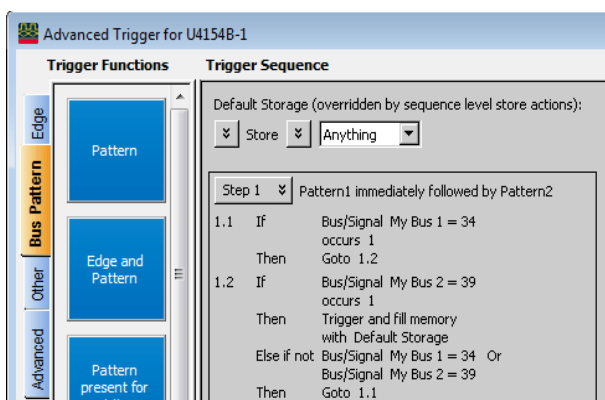 Advanced Trigger for U4154B-1
Trigger Functions
Trigger Sequence
Edge
Bus Pattern
Other
Advanced
Pattern
Edge and
Pattern
Pattern
present for
Default Storage (overridden by sequence level store actions):
Store Anything
Step 1 Pattern1 immediately followed by Pattern2
1.1 If Bus/Signal My Bus 1 = 34
occurs 1
Then Goto 1.2
1.2 If Bus/Signal My Bus 2 = 39
occurs 1
Then Trigger and fill memory
with Default Storage
Else if not Bus/Signal My Bus 1 = 34 Or
Bus/Signal My Bus 2 = 39
Then Goto 1.1